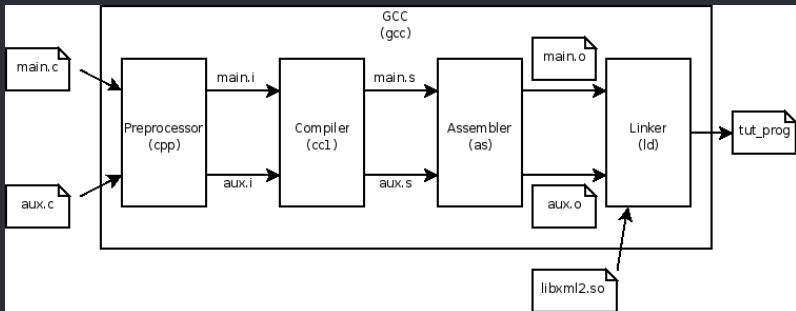 GCC
(gcc)
main.c
main.i
main.s
main.o
Preprocessor
(cpp)
Compiler
(cc1)
Assembler
(as)
Linker
(ld)
tut_prog
aux.c
aux.i
aux.s
aux.o
libxml2.so